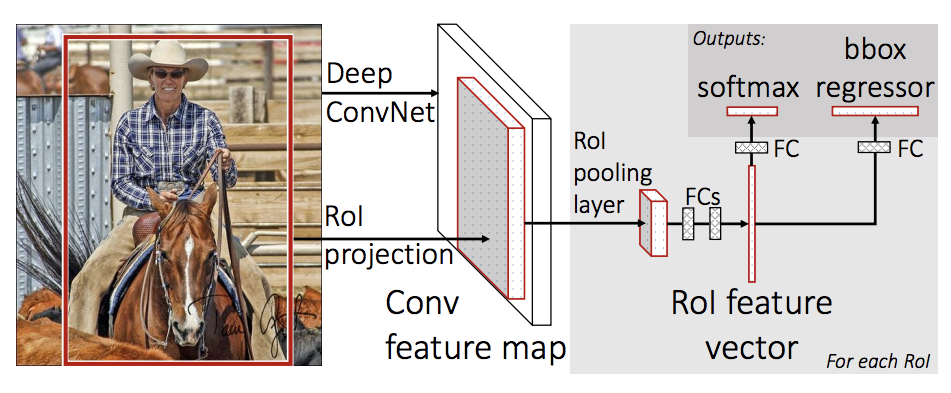 Deep
ConvNet
RoI
projection
Conv
feature map
RoI
pooling
layer
FCs
Outputs:
softmax
bbox
regressor
FC
FC
RoI feature
vector
For each RoI